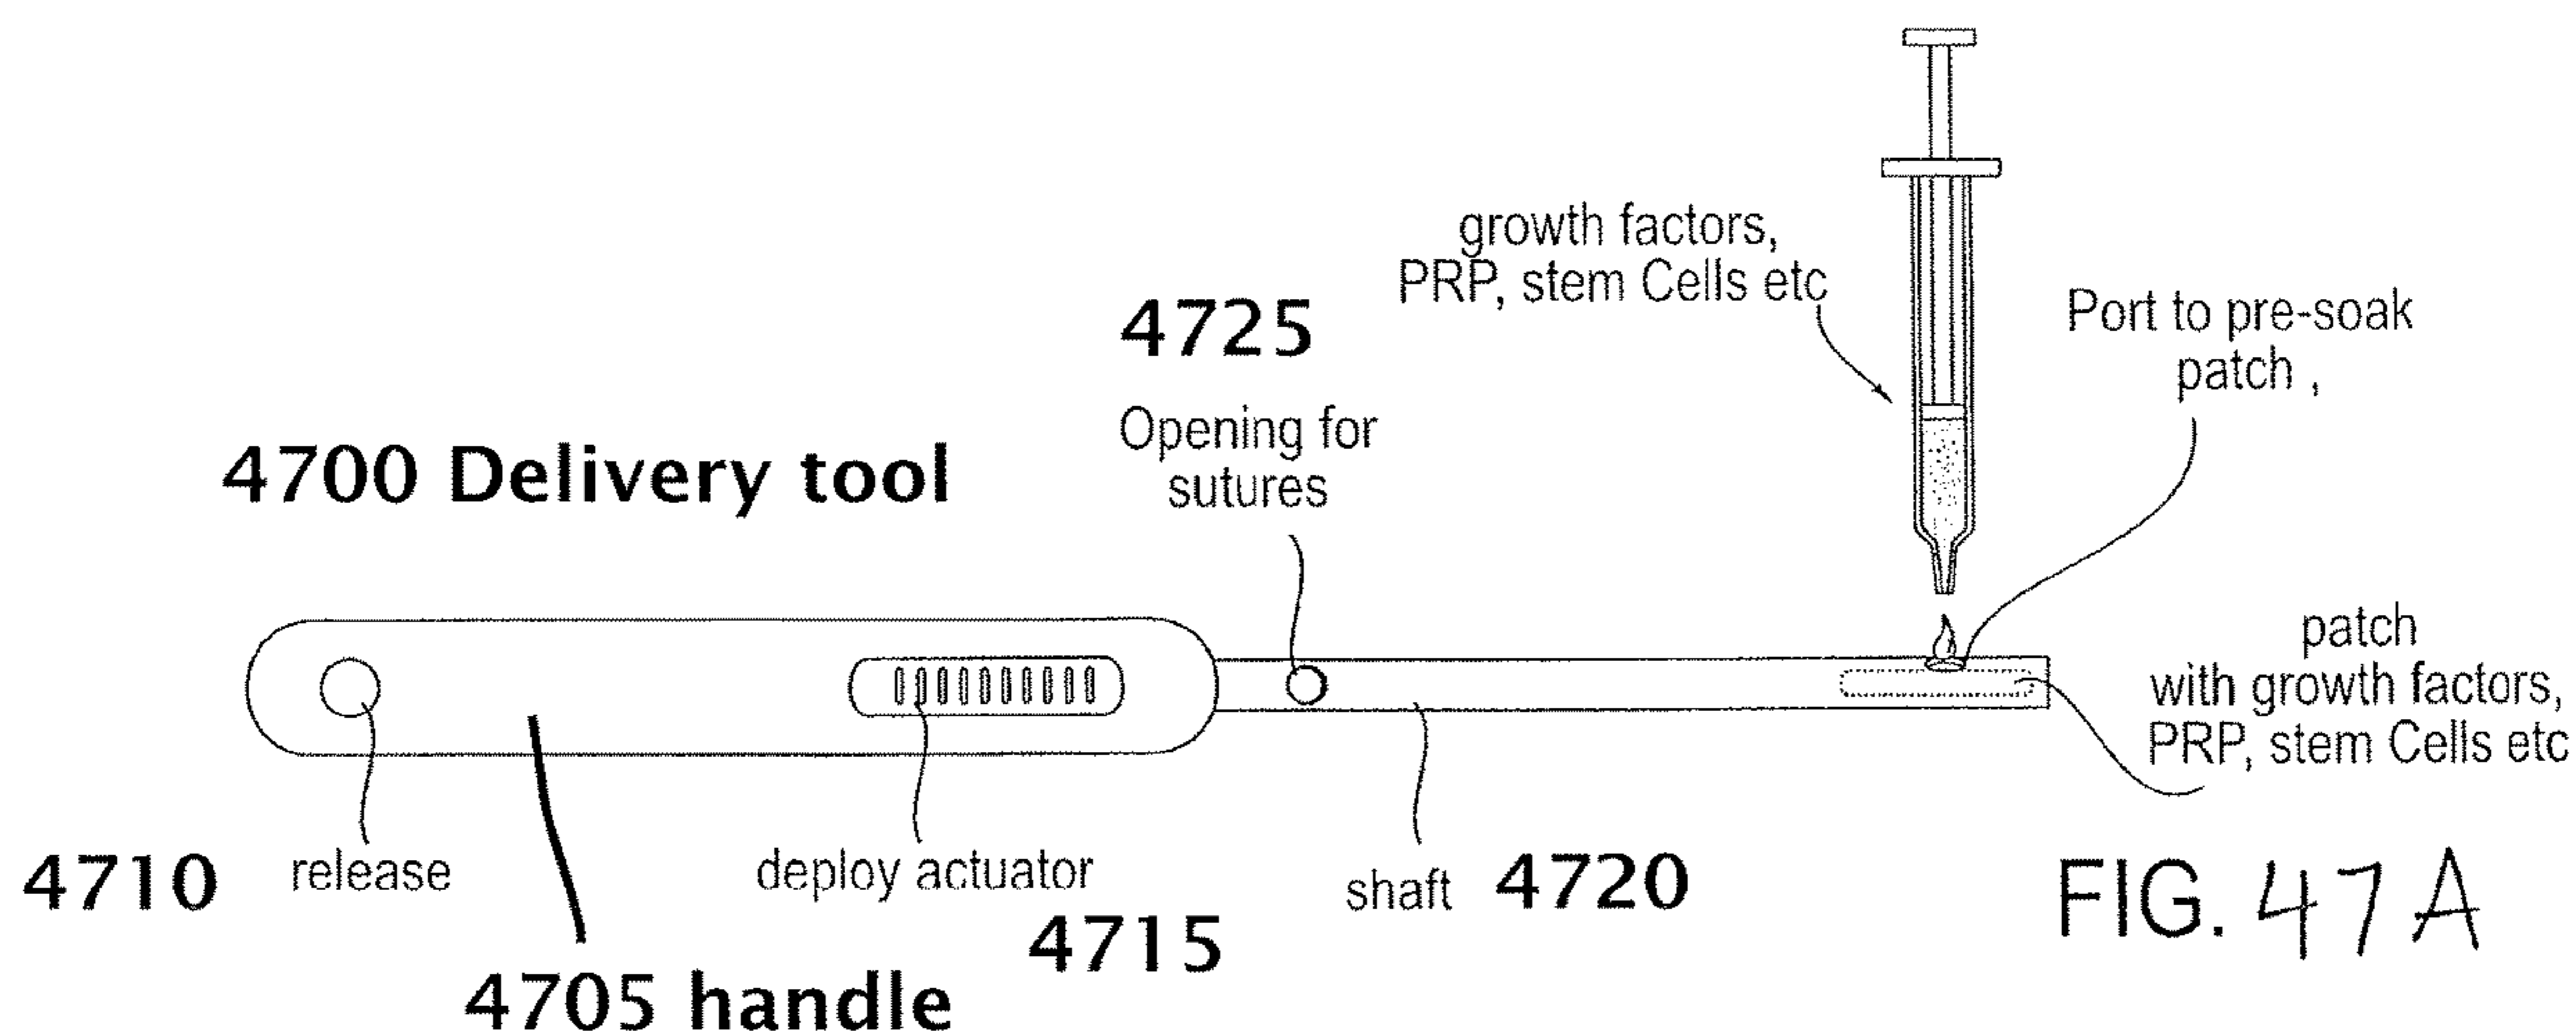 growth factors,
PRP, stem Cells etc
4725
Opening for
sutures
Port to pre-soak
patch ,
4700 Delivery tool
patch
with growth factors,
PRP, stem Cells etc
4710 release
deploy actuator
4715
shaft 4720
4705 handle
FIG. 47A